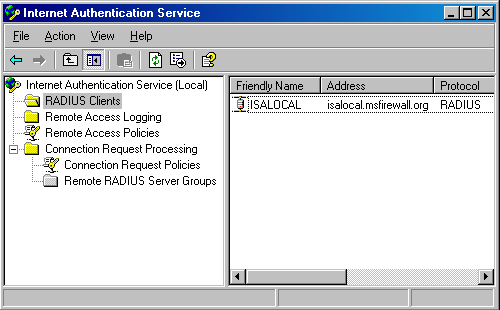 Internet Authentication Service
File Action View Help
Internet Authentication Service (Local)
RADIUS Clients
Remote Access Logging
Remote Access Policies
Connection Request Processing
Connection Request Policies
Remote RADIUS Server Groups
Friendly Name Address Protocol
ISALOCAL isalocal.msfirewall.org RADIUS